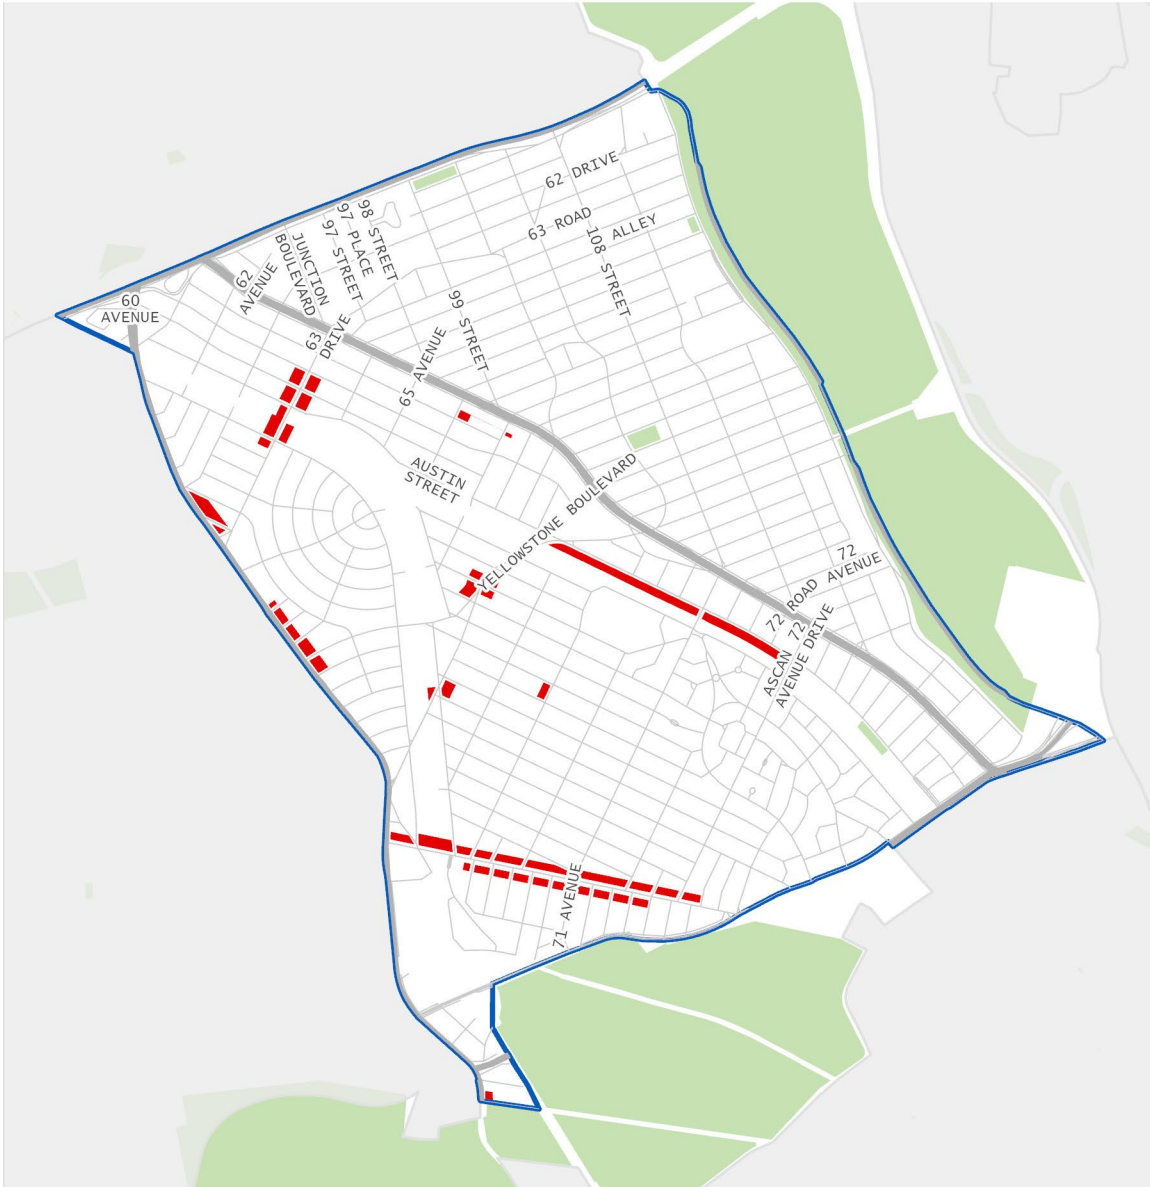 62 DRIVE
63 ROAD
ALLEY
108 STREET
98 STREET
97 PLACE
97 STREET
JUNCTION
BOULEVARD
62
AVENUE
60
AVENUE
63
DRIVE
99 STREET
65 AVENUE
AUSTIN
STREET
YELLOWSTONE BOULEVARD
72
AVENUE
72 ROAD
72
DRIVE
ASCAN
AVENUE
71 AVENUE